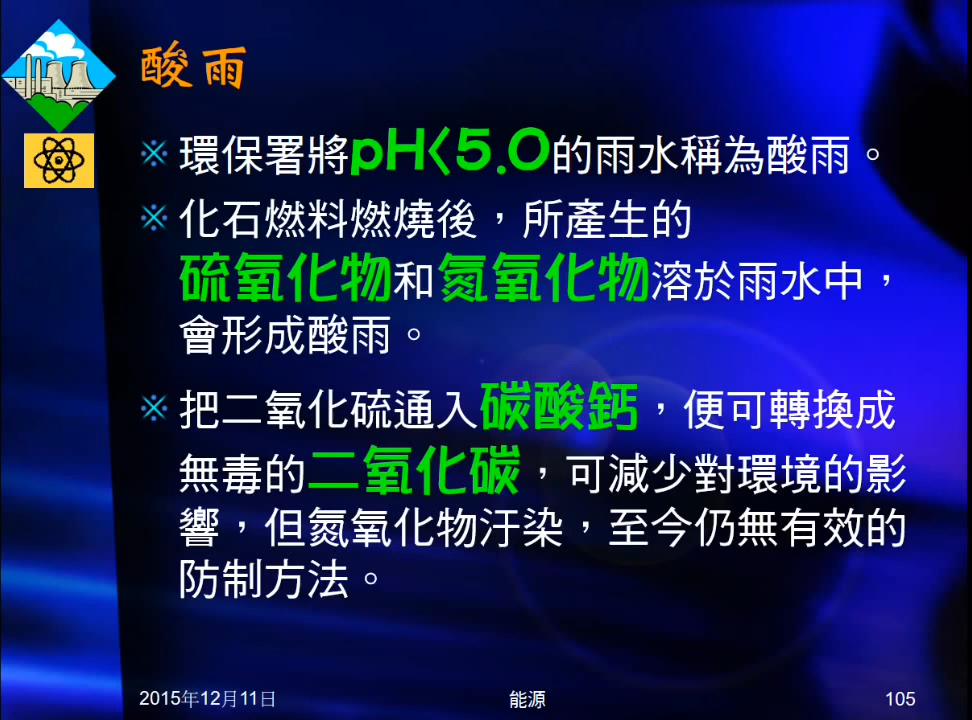 酸雨
※環保署將pH<5.0的雨水稱為酸雨。
※化石燃料燃燒後，所產生的
硫氧化物和氮氧化物溶於雨水中，
會形成酸雨。
※把二氧化硫通入碳酸鈣，便可轉換成
無毒的二氧化碳，可減少對環境的影
響，但氮氧化物汙染，至今仍無有效的
防制方法。
2015年12月11日 能源 105